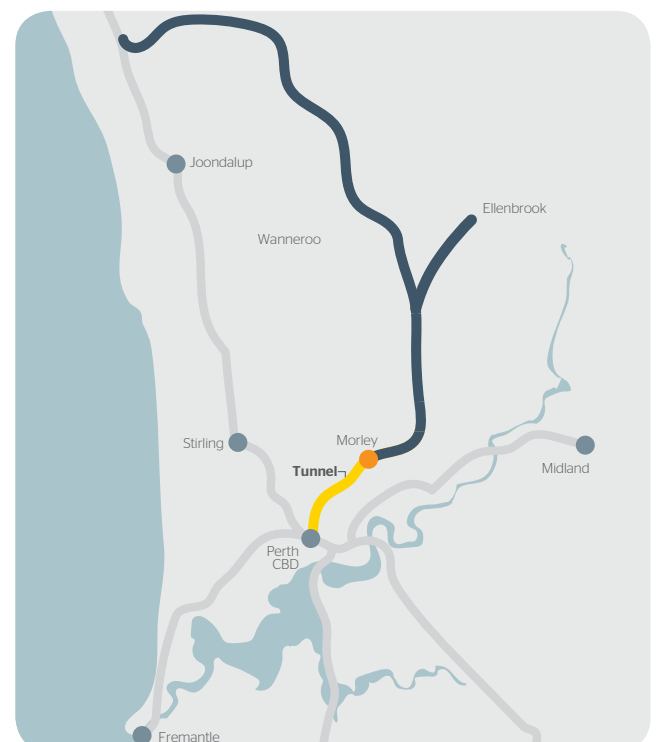 Joondalup
Ellenbrook
Wanneroo
Morley
Stirling
Tunnel
Midland
Perth
CBD
Fremantle